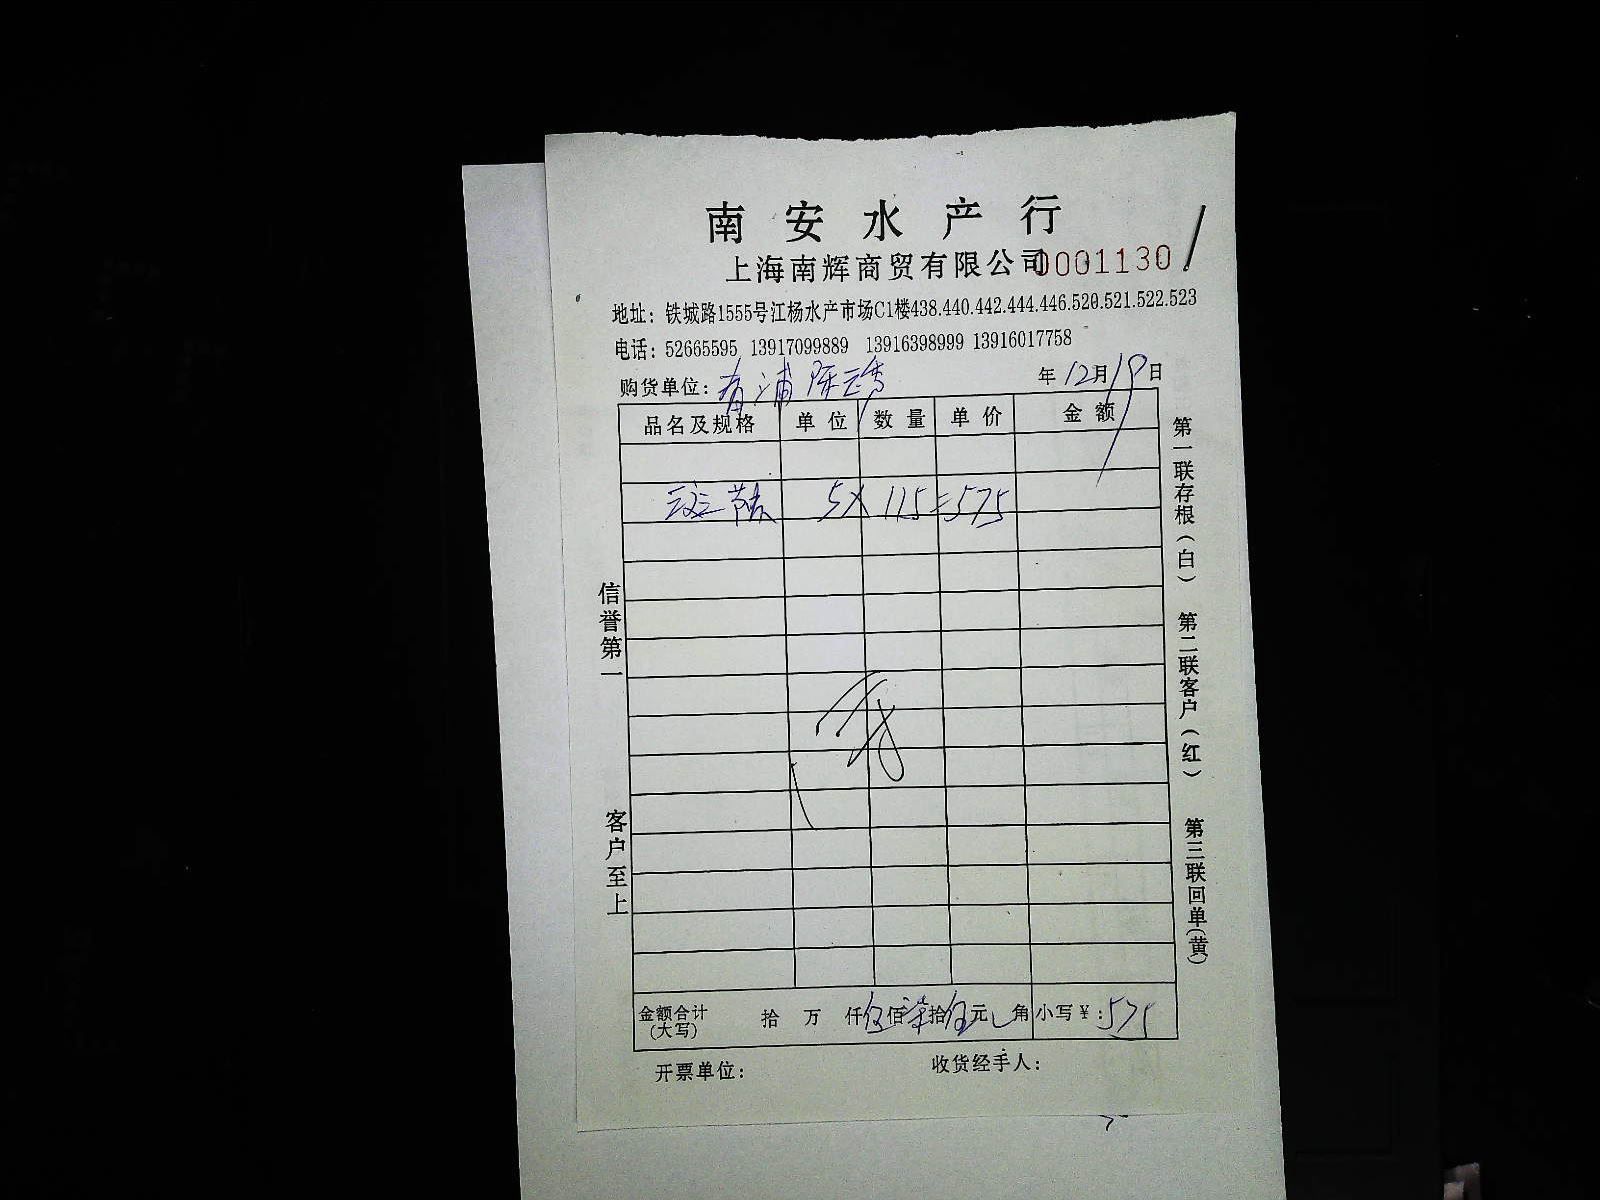 南安水产行
上海南辉商贸有限公司 0001130
地址：铁城路1555号江杨水产市场C1楼438.440.442.444.446.520.521.522.523
电话：52665595 13917099889 13916398999 13916017758
购货单位：
年 12月19日
品名及规格 单位 数量 单价 金额
5×115=575
金额合计（大写） 拾 万 仟伍佰柒拾伍元 角 小写￥：575
开票单位： 收货经手人：
信誉第一
客户至上
第一联存根（白）
第二联客户（红）
第三联回单（黄）